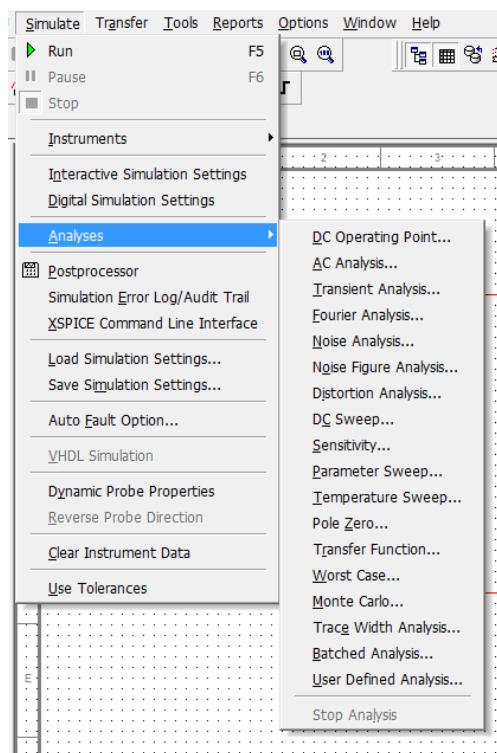 Simulate Transfer Tools Reports Options Window Help
Run F5
Pause F6
Stop
Instruments
Interactive Simulation Settings
Digital Simulation Settings
Analyses
Postprocessor
Simulation Error Log/Audit Trail
XSPICE Command Line Interface
Load Simulation Settings...
Save Simulation Settings...
Auto Fault Option...
VHDL Simulation
Dynamic Probe Properties
Reverse Probe Direction
Clear Instrument Data
Use Tolerances
2 3
DC Operating Point...
AC Analysis...
Transient Analysis...
Fourier Analysis...
Noise Analysis...
Noise Figure Analysis...
Distortion Analysis...
DC Sweep...
Sensitivity...
Parameter Sweep...
Temperature Sweep...
Pole Zero...
Transfer Function...
Worst Case...
Monte Carlo...
Trace Width Analysis...
Batched Analysis...
User Defined Analysis...
Stop Analysis
E